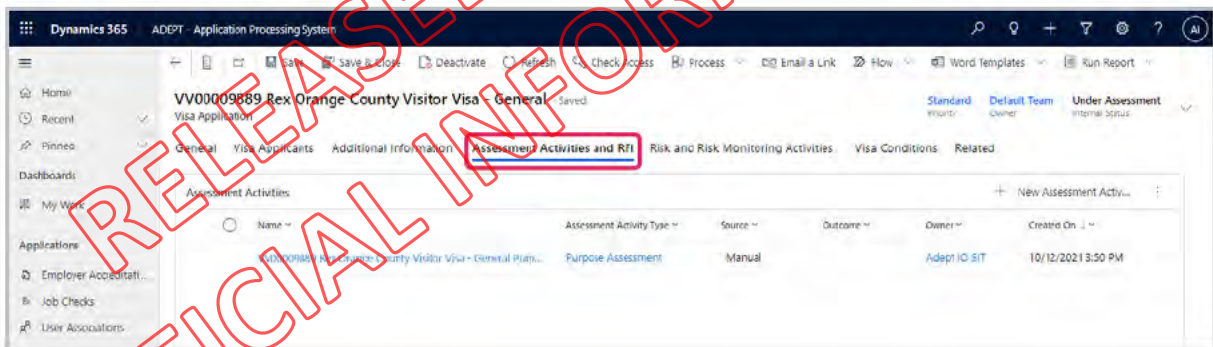 Dynamics 365 ADEPT - Application Processing System
Save Save & Close Deactivate Refresh Check Access Process Email a Link Flow Word Templates Run Report
Home
Recent
Pinned
Dashboards
My Work
Applications
Employer Accreditati...
Job Checks
User Associations
VV00009889 Rex Orange County Visitor Visa - General - Saved
Visa Application
Standard Default Team Under Assessment
Priority Owner Internal Status
General Visa Applicants Additional Information Assessment Activities and RFI Risk and Risk Monitoring Activities Visa Conditions Related
Assessment Activities
+ New Assessment Activ...
Name Assessment Activity Type Source Outcome Owner Created On ↓
VV00009889 Rex Orange County Visitor Visa - General Prim... Purpose Assessment Manual Adept IO SIT 10/12/2021 3:50 PM
AI
RELEASE
ICIAL INFOR